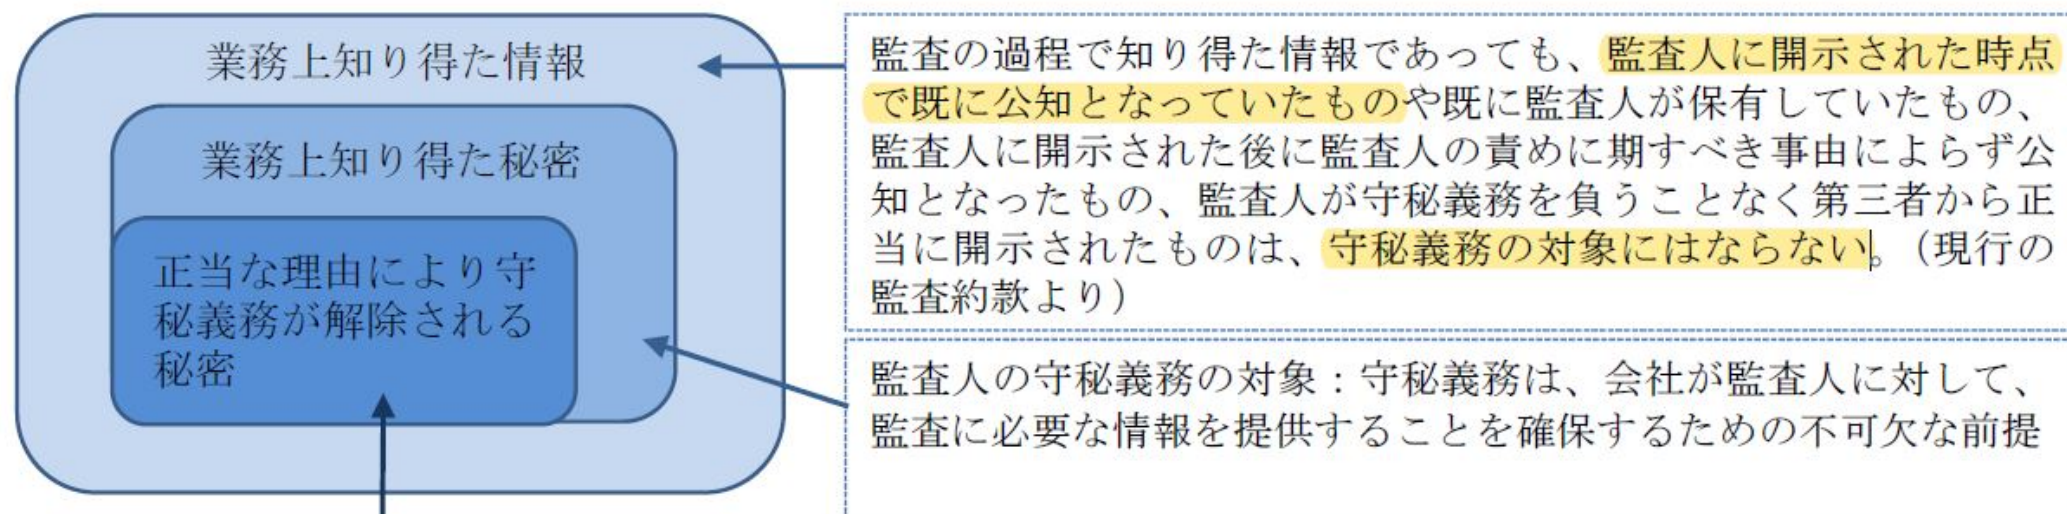 業務上知り得た情報
業務上知り得た秘密
正当な理由により守
秘義務が解除される
秘密
監査の過程で知り得た情報であっても、監査人に開示された時点
で既に公知となっていたものや既に監査人が保有していたもの、
監査人に開示された後に監査人の責めに期すべき事由によらず公
知となったもの、監査人が守秘義務を負うことなく第三者から正
当に開示されたものは、守秘義務の対象にはならない。（現行の
監査約款より）
監査人の守秘義務の対象：守秘義務は、会社が監査人に対して、
監査に必要な情報を提供することを確保するための不可欠な前提